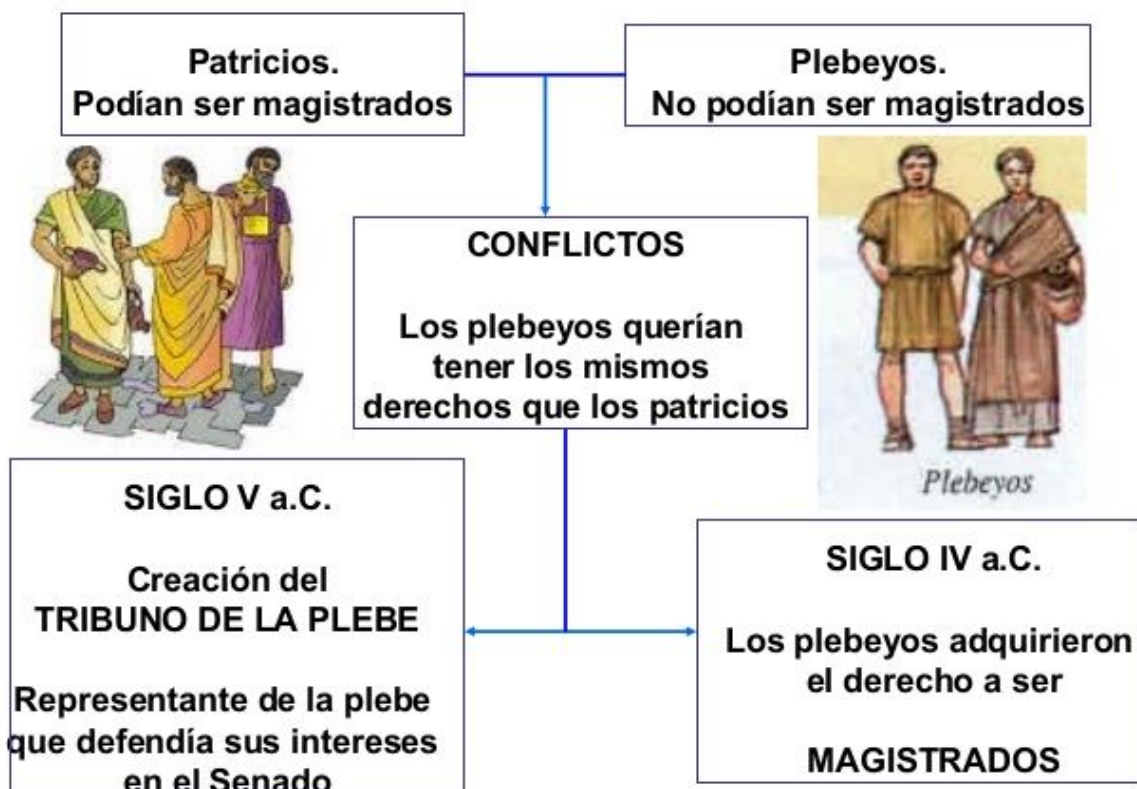 Patricios.
Podían ser magistrados
Plebeyos.
No podían ser magistrados
CONFLICTOS
Los plebeyos querían
tener los mismos
derechos que los patricios
Plebeyos
SIGLO V a.C.
Creación del
TRIBUNO DE LA PLEBE
Representante de la plebe
que defendía sus intereses
en el Senado
SIGLO IV a.C.
Los plebeyos adquirieron
el derecho a ser
MAGISTRADOS